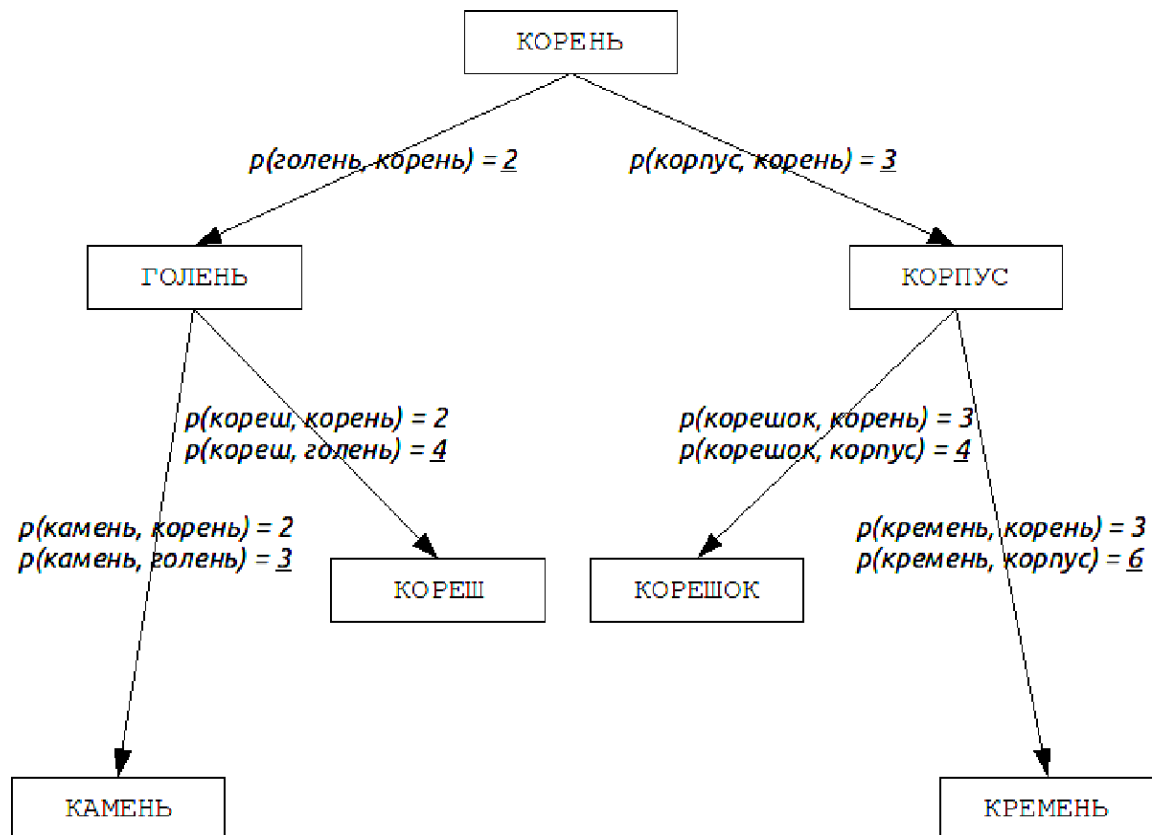 КОРЕНЬ
p(голень, корень) = 2
p(корпус, корень) = 3
ГОЛЕНЬ
КОРПУС
p(кореш, корень) = 2
p(кореш, голень) = 4
p(корешок, корень) = 3
p(корешок, корпус) = 4
p(камень, корень) = 2
p(камень, голень) = 3
p(кремень, корень) = 3
p(кремень, корпус) = 6
КОРЕШ
КОРЕШОК
КАМЕНЬ
КРЕМЕНЬ